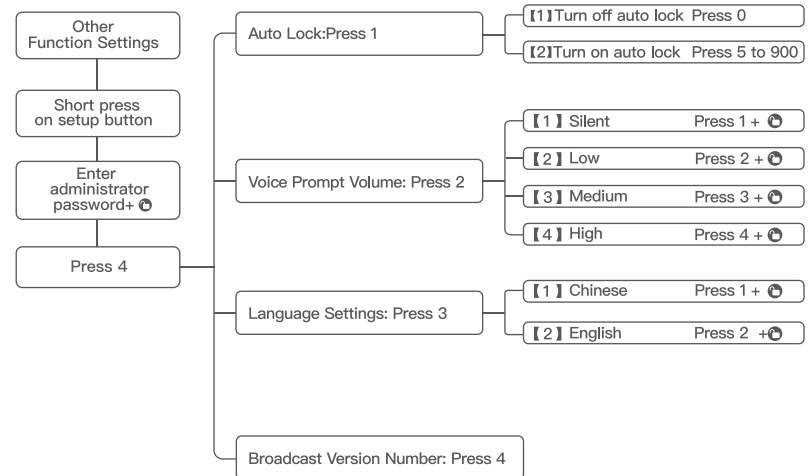 Other
Function Settings
Short press
on setup button
Enter
administrator
password+
Press 4
Auto Lock:Press 1
【1】Turn off auto lock Press 0
【2】Turn on auto lock Press 5 to 900
Voice Prompt Volume: Press 2
【1】 Silent Press 1 +
【2】 Low Press 2 +
【3】 Medium Press 3 +
【4】 High Press 4 +
Language Settings: Press 3
【1】 Chinese Press 1 +
【2】 English Press 2 +
Broadcast Version Number: Press 4